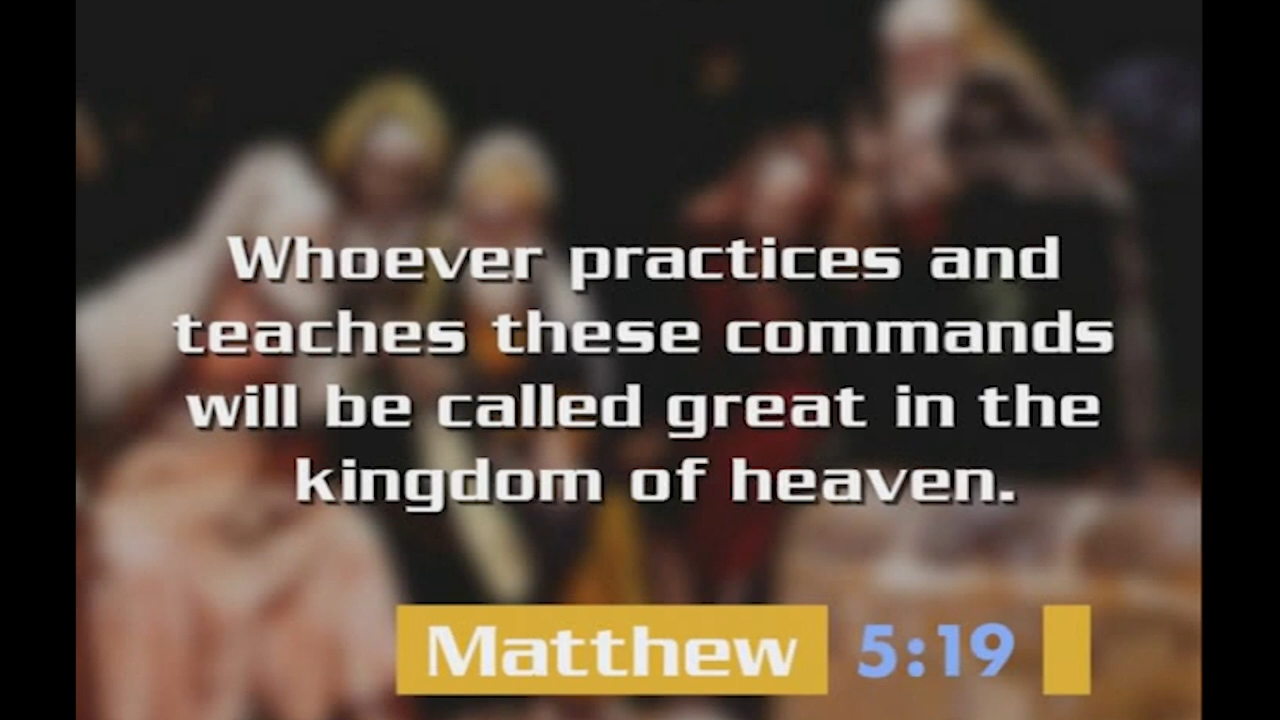 Whoever practices and
teaches these commands
will be called great in the
kingdom of heaven.
Matthew 5:19